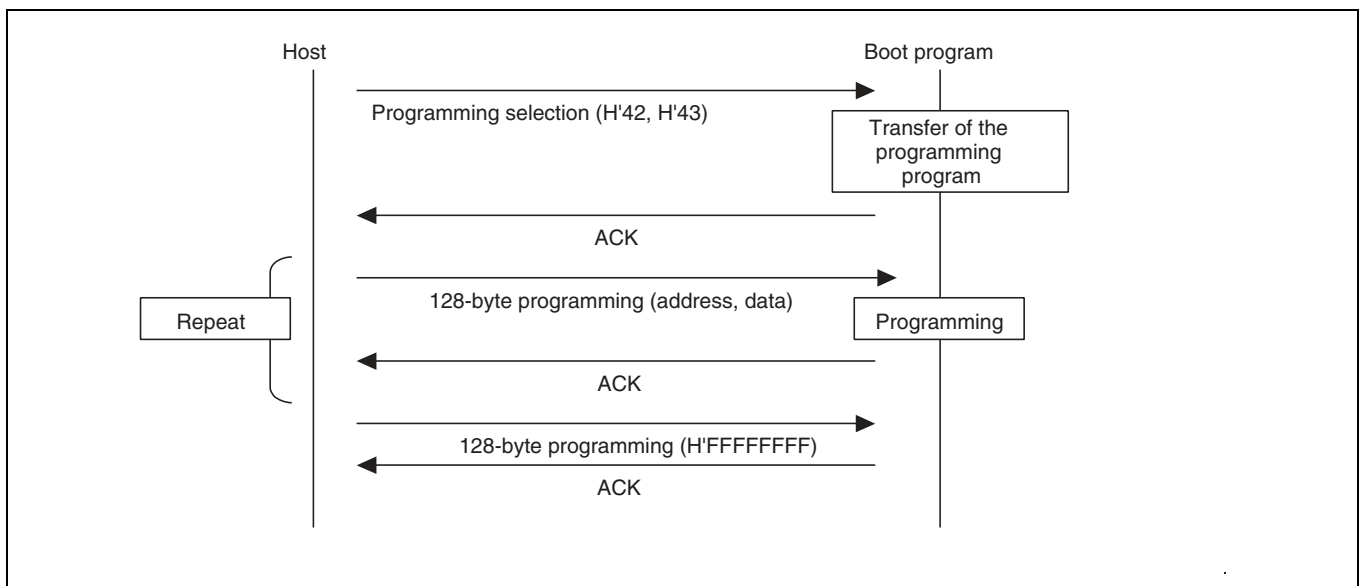 Host
Boot program
Programming selection (H'42, H'43)
Transfer of the
programming
program
ACK
128-byte programming (address, data)
Repeat
Programming
ACK
128-byte programming (H'FFFFFFFF)
ACK